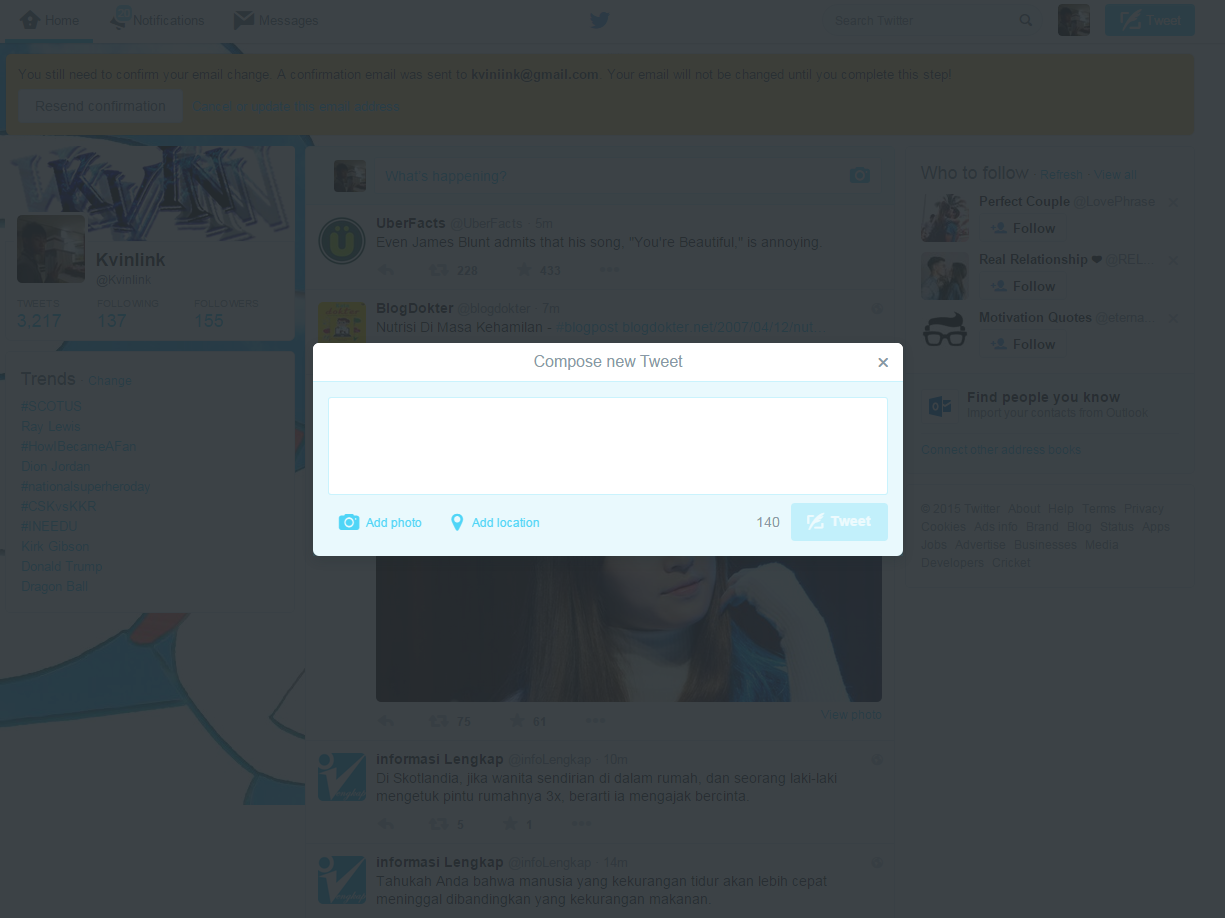 Home
Notifications
Messages
Search Twitter
Tweet
You still need to confirm your email change. A confirmation email was sent to kviniink@gmail.com. Your email will not be changed until you complete this step!
Resend confirmation
Cancel or update this email address
KVINN
Kvinlink
@Kvinlink
TWEETS FOLLOWING FOLLOWERS
3,217 137 155
Trends Change
#SCOTUS
Ray Lewis
#HowIBecameAFan
Dion Jordan
#nationalsuperheroday
#CSKvsKKR
#INEEDU
Kirk Gibson
Donald Trump
Dragon Ball
What's happening?
UberFacts @UberFacts · 5m
Even James Blunt admits that his song, "You're Beautiful," is annoying.
228 433
BlogDokter @blogdokter · 7m
Nutrisi Di Masa Kehamilan - #blogpost blogdokter.net/2007/04/12/nut…
Compose new Tweet
Add photo
Add location
140
Tweet
75 61
View photo
informasi Lengkap @infoLengkap · 10m
Di Skotlandia, jika wanita sendirian di dalam rumah, dan seorang laki-laki
mengetuk pintu rumahnya 3x, berarti ia mengajak bercinta.
5 1
informasi Lengkap @infoLengkap · 14m
Tahukah Anda bahwa manusia yang kekurangan tidur akan lebih cepat
meninggal dibandingkan yang kekurangan makanan.
Who to follow Refresh · View all
Perfect Couple @LovePhrase
Follow
Real Relationship ❤ @REL...
Follow
Motivation Quotes @eterna...
Follow
Find people you know
Import your contacts from Outlook
Connect other address books
© 2015 Twitter About Help Terms Privacy
Cookies Ads info Brand Blog Status Apps
Jobs Advertise Businesses Media
Developers Cricket